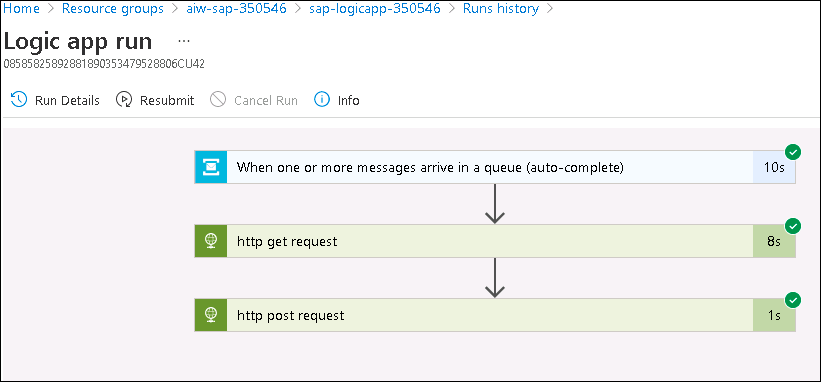 Home > Resource groups > aiw-sap-350546 > sap-logicapp-350546 > Runs history >
Logic app run ...
08585825892881890353479528806CU42
Run Details Resubmit Cancel Run Info
When one or more messages arrive in a queue (auto-complete) 10s
http get request 8s
http post request 1s